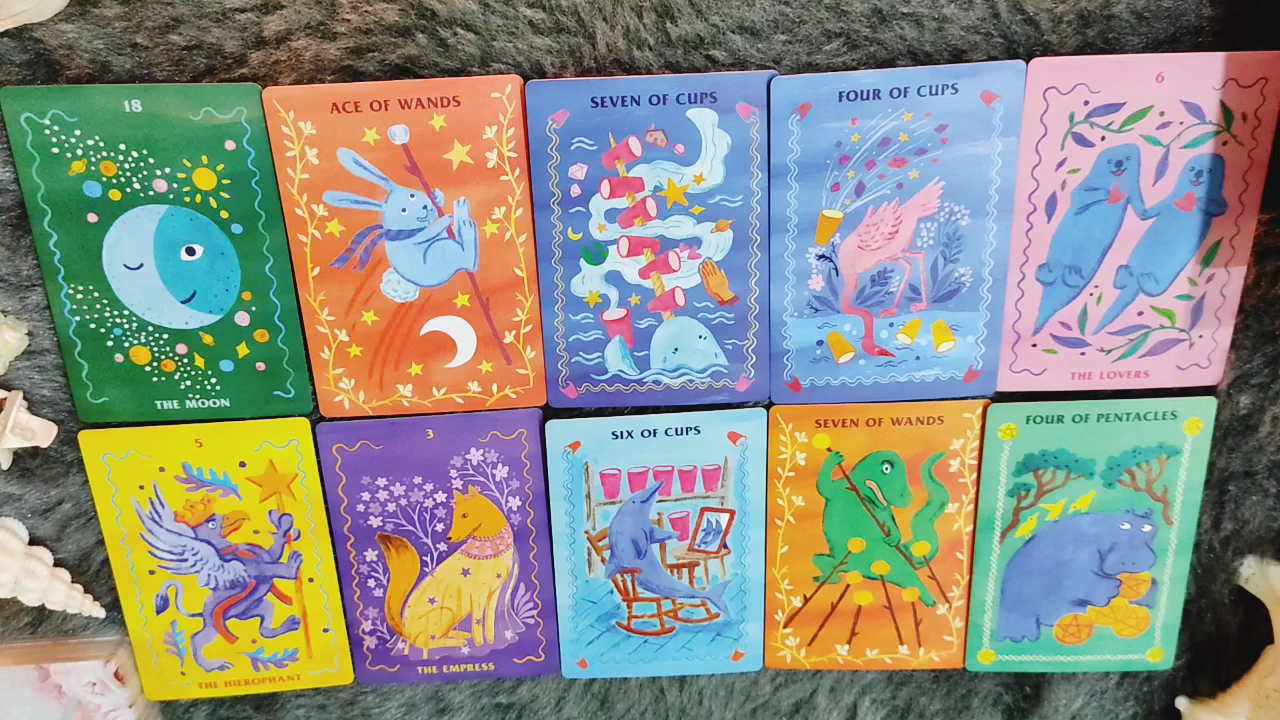 18
THE MOON
ACE OF WANDS
SEVEN OF CUPS
FOUR OF CUPS
6
THE LOVERS
5
THE HIEROPHANT
3
THE EMPRESS
SIX OF CUPS
SEVEN OF WANDS
FOUR OF PENTACLES